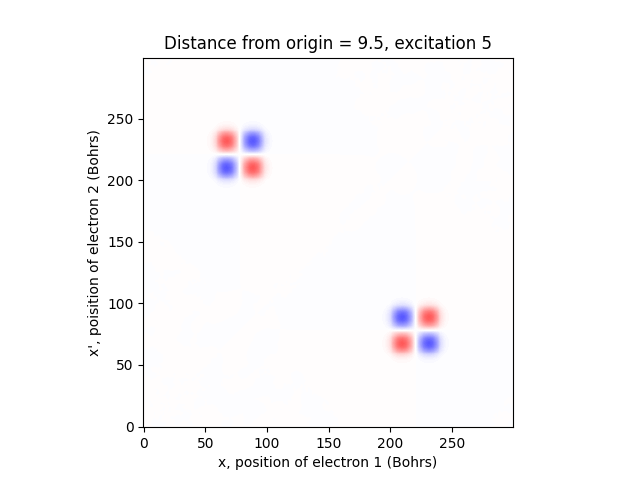 Distance from origin = 9.5, excitation 5
x', poisition of electron 2 (Bohrs)
250
200
150
100
50
0
0 50 100 150 200 250
x, position of electron 1 (Bohrs)